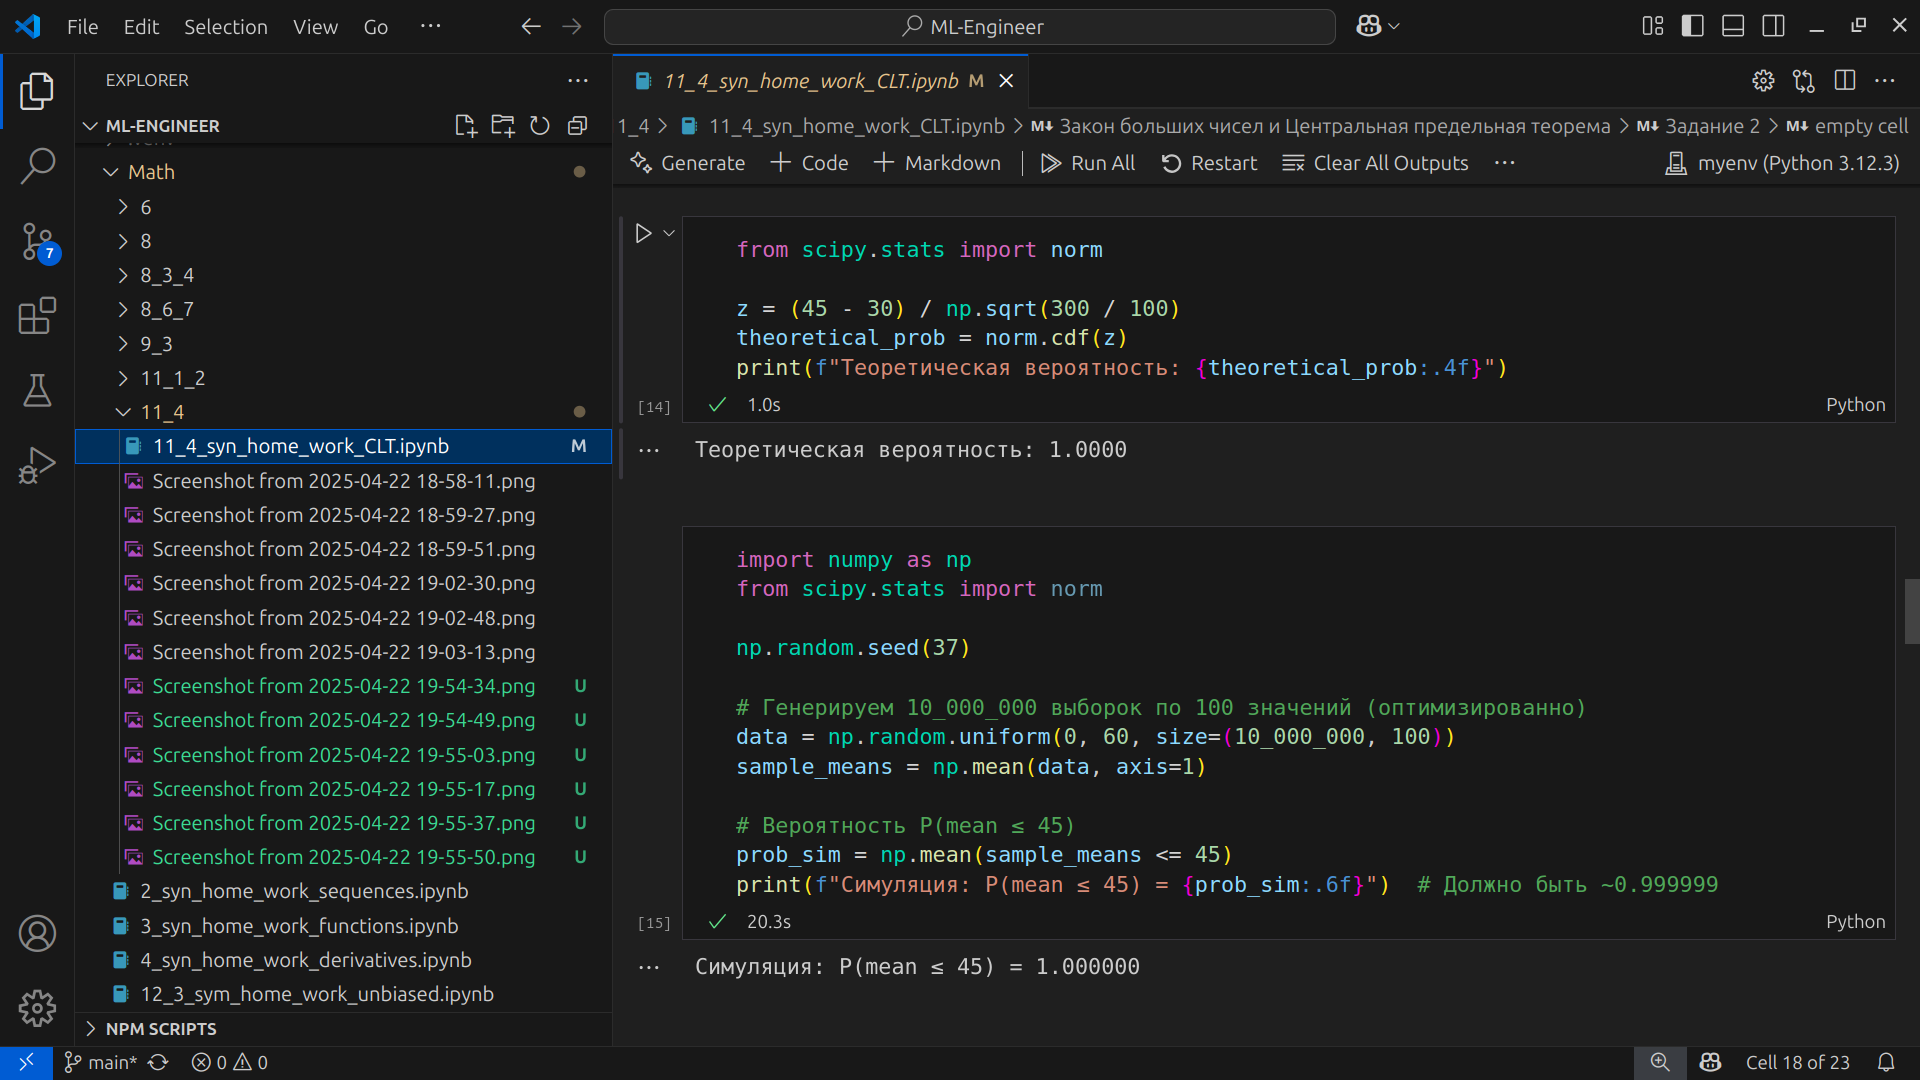 File Edit Selection View Go ··· ML-Engineer
EXPLORER ···
ML-ENGINEER
Math
6
8
8_3_4
8_6_7
9_3
11_1_2
11_4
11_4_syn_home_work_CLT.ipynb M
Screenshot from 2025-04-22 18-58-11.png
Screenshot from 2025-04-22 18-59-27.png
Screenshot from 2025-04-22 18-59-51.png
Screenshot from 2025-04-22 19-02-30.png
Screenshot from 2025-04-22 19-02-48.png
Screenshot from 2025-04-22 19-03-13.png
Screenshot from 2025-04-22 19-54-34.png U
Screenshot from 2025-04-22 19-54-49.png U
Screenshot from 2025-04-22 19-55-03.png U
Screenshot from 2025-04-22 19-55-17.png U
Screenshot from 2025-04-22 19-55-37.png U
Screenshot from 2025-04-22 19-55-50.png U
2_syn_home_work_sequences.ipynb
3_syn_home_work_functions.ipynb
4_syn_home_work_derivatives.ipynb
12_3_sym_home_work_unbiased.ipynb
NPM SCRIPTS
7
11_4_syn_home_work_CLT.ipynb M
1_4 > 11_4_syn_home_work_CLT.ipynb > M↓ Закон больших чисел и Центральная предельная теорема > M↓ Задание 2 > M↓ empty cell
Generate + Code + Markdown | Run All Restart Clear All Outputs ··· myenv (Python 3.12.3)
from scipy.stats import norm
z = (45 - 30) / np.sqrt(300 / 100)
theoretical_prob = norm.cdf(z)
print(f"Теоретическая вероятность: {theoretical_prob:.4f}")
[14] ✓ 1.0s Python
··· Теоретическая вероятность: 1.0000
import numpy as np
from scipy.stats import norm
np.random.seed(37)
# Генерируем 10_000_000 выборок по 100 значений (оптимизированно)
data = np.random.uniform(0, 60, size=(10_000_000, 100))
sample_means = np.mean(data, axis=1)
# Вероятность P(mean ≤ 45)
prob_sim = np.mean(sample_means <= 45)
print(f"Симуляция: P(mean ≤ 45) = {prob_sim:.6f}") # Должно быть ~0.999999
[15] ✓ 20.3s Python
··· Симуляция: P(mean ≤ 45) = 1.000000
main* 0 0 Cell 18 of 23